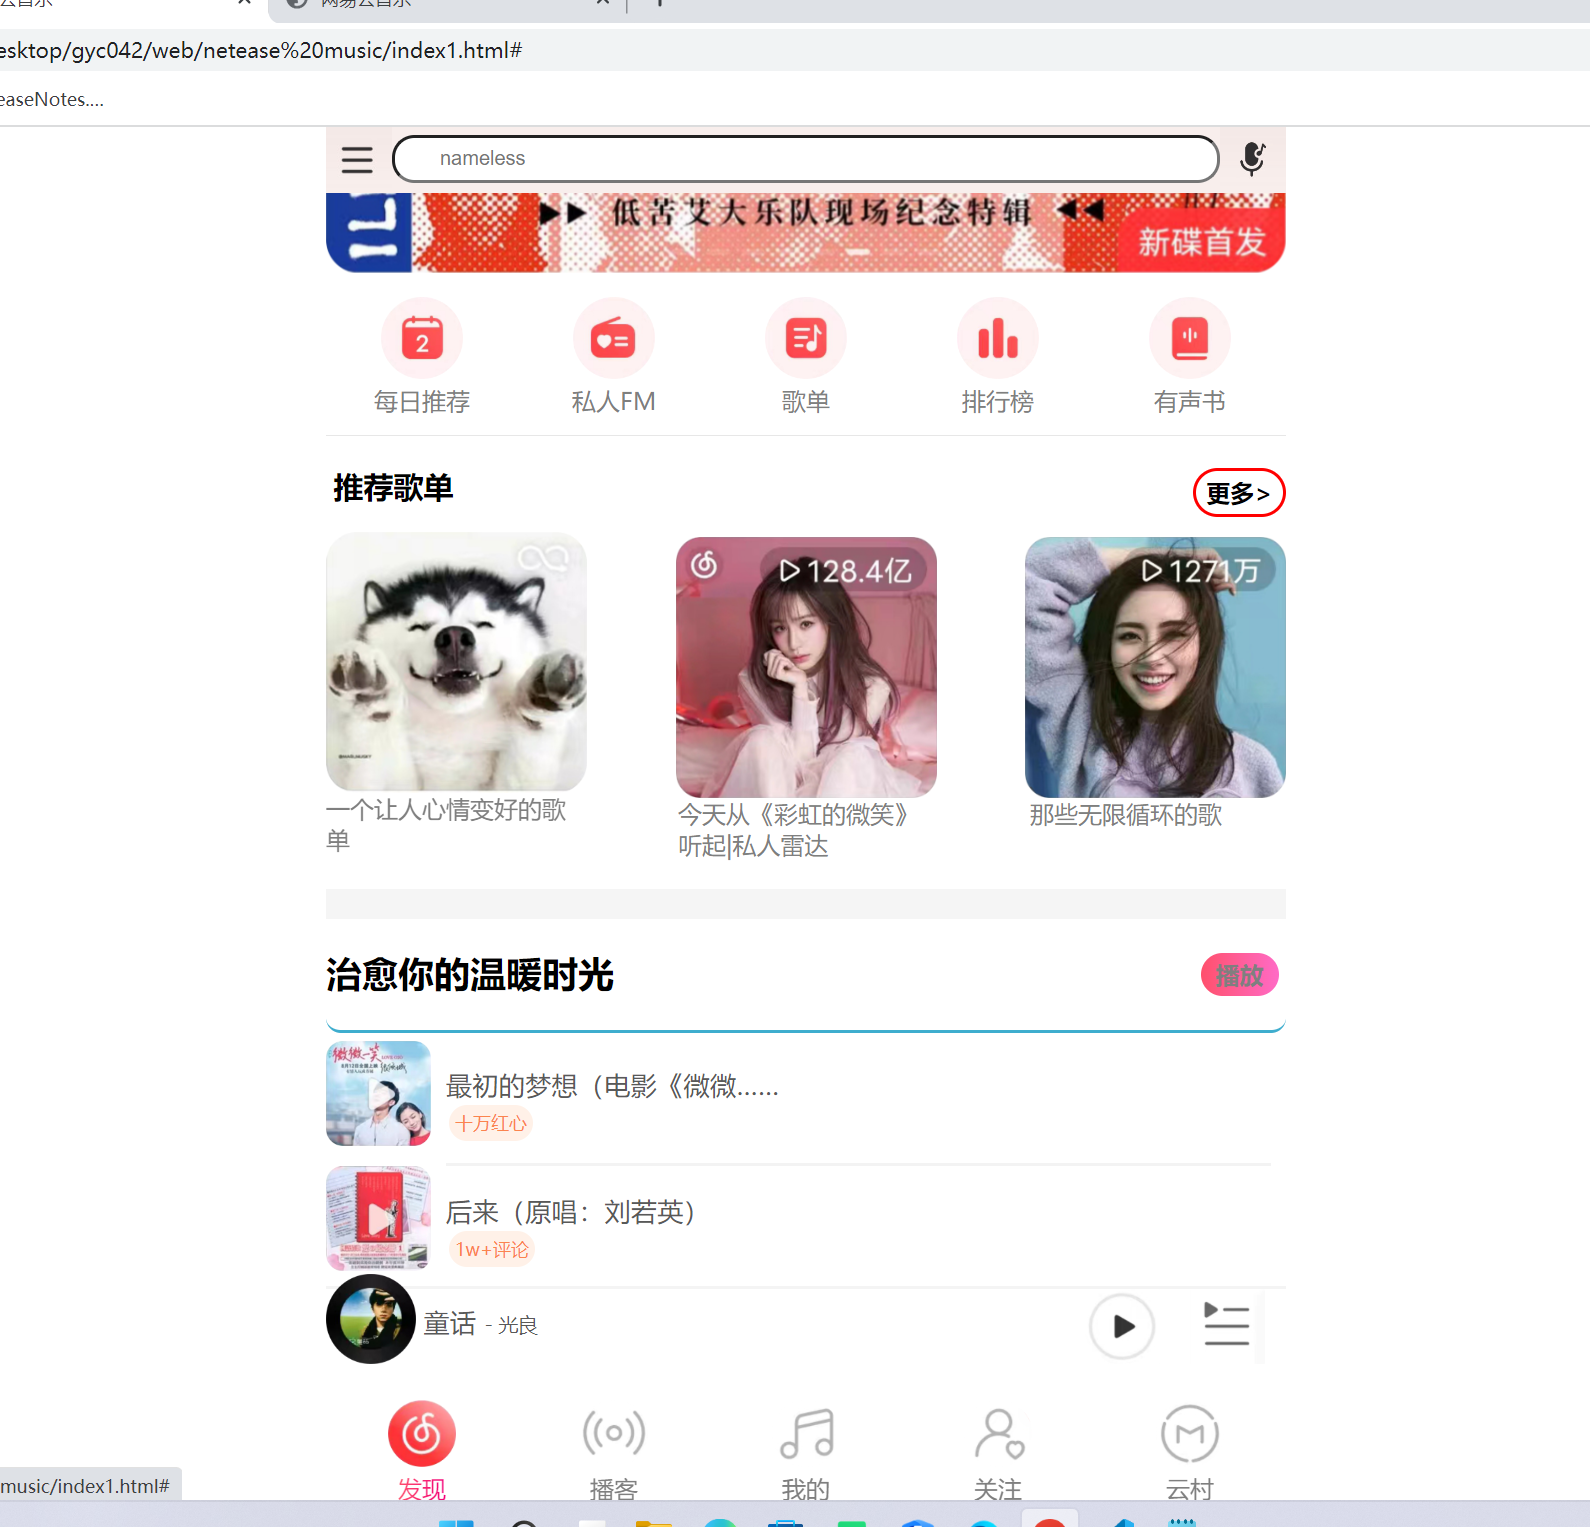 网易云音乐
esktop/gyc042/web/netease%20music/index1.html#
easeNotes....
nameless
低苦艾大乐队现场纪念特辑
新碟首发
2
每日推荐
私人FM
歌单
排行榜
有声书
推荐歌单
更多>
128.4亿
1271万
一个让人心情变好的歌
单
今天从《彩虹的微笑》
听起|私人雷达
那些无限循环的歌
治愈你的温暖时光
播放
微微一笑
最初的梦想（电影《微微......
十万红心
后来（原唱：刘若英）
1w+评论
童话 - 光良
发现
播客
我的
关注
云村
music/index1.html#